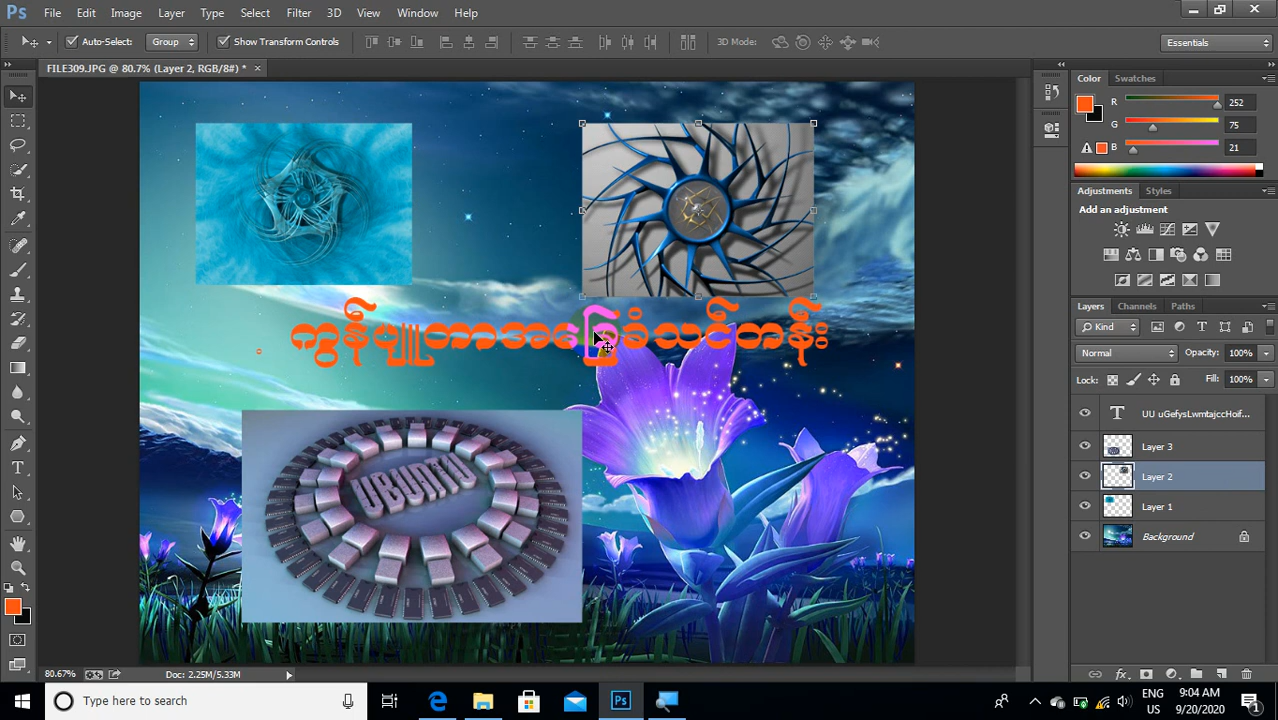 Ps File Edit Image Layer Type Select Filter 3D View Window Help
Auto-Select: Group Show Transform Controls 3D Mode: Essentials
FILE309.JPG @ 80.7% (Layer 2, RGB/8#) * ×
Color Swatches
R 252
G 75
B 21
Adjustments Styles
Add an adjustment
ကွန်ပျူတာအခြေခံသင်တန်း
UBUNTU
Layers Channels Paths
Kind
Normal Opacity: 100%
Lock: Fill: 100%
T UU uGefysLwmtajccHoif...
Layer 3
Layer 2
Layer 1
Background
80.67% Doc: 2.25M/5.33M
Type here to search
ENG 9:04 AM
US 9/20/2020